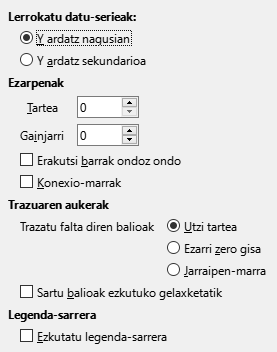 Lerrokatu datu-serieak:
Y ardatz nagusian
Y ardatz sekundarioa
Ezarpenak
Tartea 0
Gainjarri 0
Erakutsi barrak ondoz ondo
Konexio-marrak
Trazuaren aukerak
Trazatu falta diren balioak Utzi tartea
Ezarri zero gisa
Jarraipen-marra
Sartu balioak ezkutuko gelaxketatik
Legenda-sarrera
Ezkutatu legenda-sarrera